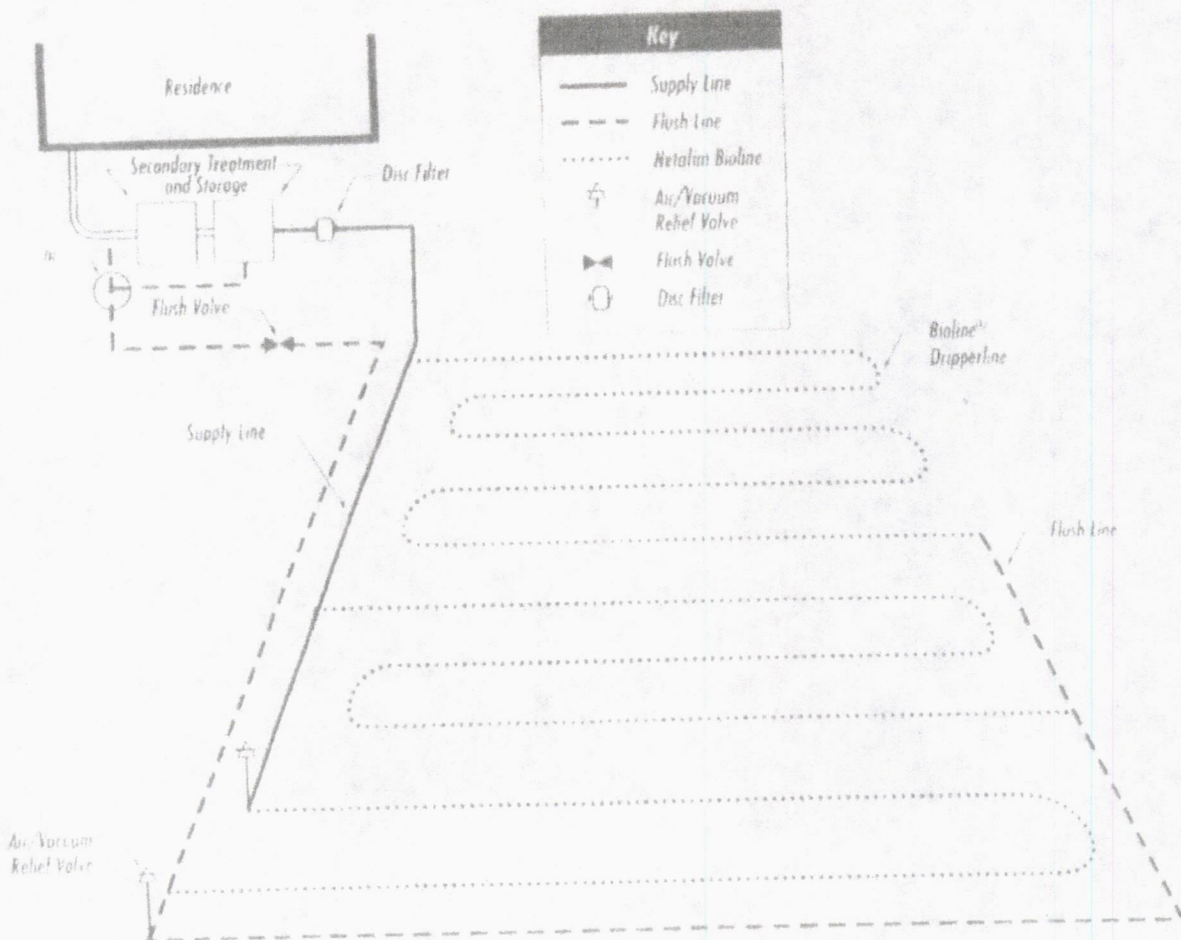 Key
Residence
Supply Line
Flush Line
Secondary Treatment
and Storage
Disc Filter
Netafim Bioline
Air/Vacuum
Relief Valve
Flush Valve
Disc Filter
Flush Valve
Bioline
Dripperline
Supply Line
Flush Line
Air/Vacuum
Relief Valve